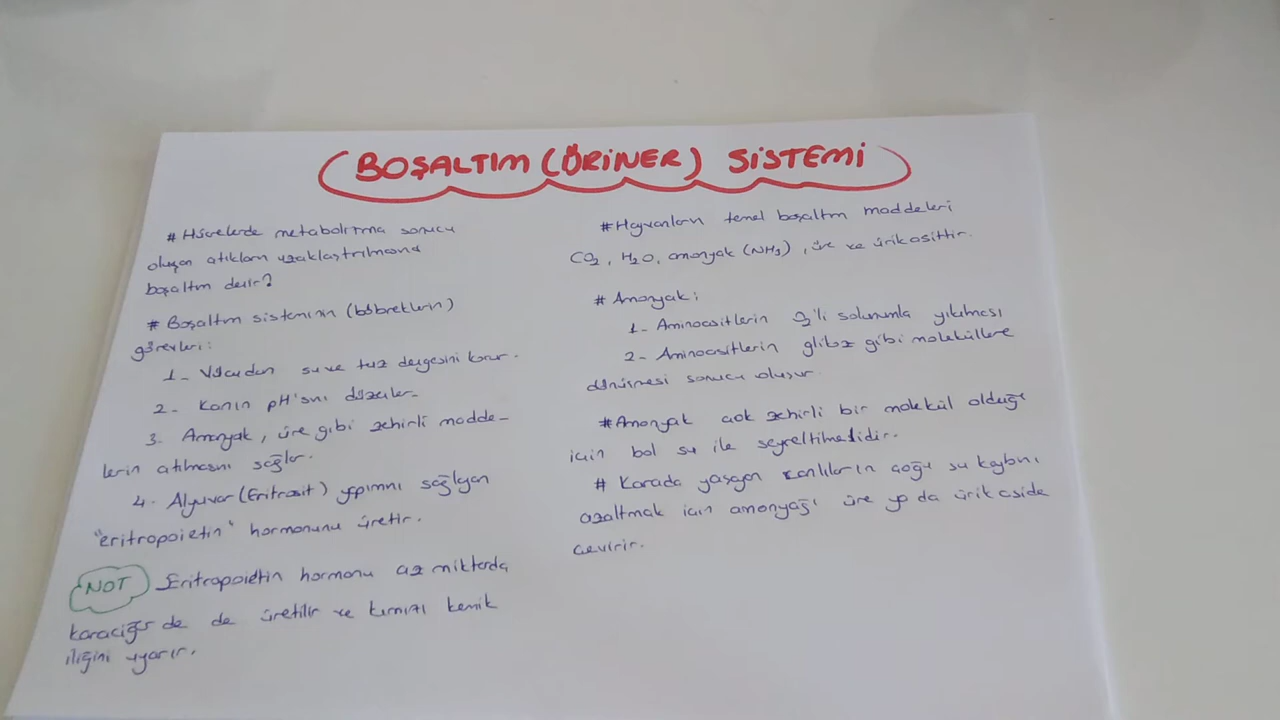 BOŞALTIM (ÜRİNER) SİSTEMİ
# Hücrelerde metabolizma sonucu
oluşan atıkların uzaklaştırılmasına
boşaltım denir?
# Boşaltım sisteminin (böbreklerin)
görevleri:
1- Vücudun su ve tuz dengesini korur.
2- Kanın pH'sını düzenler.
3. Amonyak, üre gibi zehirli madde-
lerin atılmasını sağlar.
4. Alyuvar (Eritrosit) yapımını sağlayan
"eritropoietin" hormonunu üretir.
NOT Eritropoietin hormonu az miktarda
karaciğer de de üretilir ve kırmızı kemik
iliğini uyarır.
# Hayvanların temel boşaltım maddeleri
CO2, H2O, amonyak (NH3), üre ve ürikasittir.
# Amonyak;
1- Aminoasitlerin O2'li solunumla yıkılması
2- Aminoasitlerin glikoz gibi moleküllere
dönüşmesi sonucu oluşur.
# Amonyak çok zehirli bir molekül olduğu
için bol su ile seyreltilmelidir.
# Karada yaşayan canlıların çoğu su kaybını
azaltmak için amonyağı üre ya da ürik aside
çevirir.